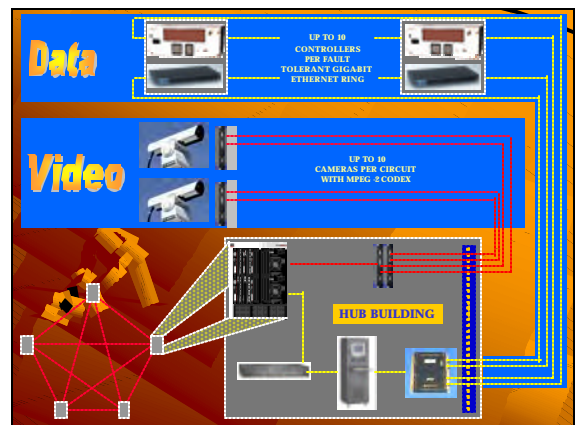 Data
UP TO 10
CONTROLLERS
PER FAULT
TOLERANT GIGABIT
ETHERNET RING
Video
UP TO 10
CAMERAS PER CIRCUIT
WITH MPEG -2 CODEX
HUB BUILDING